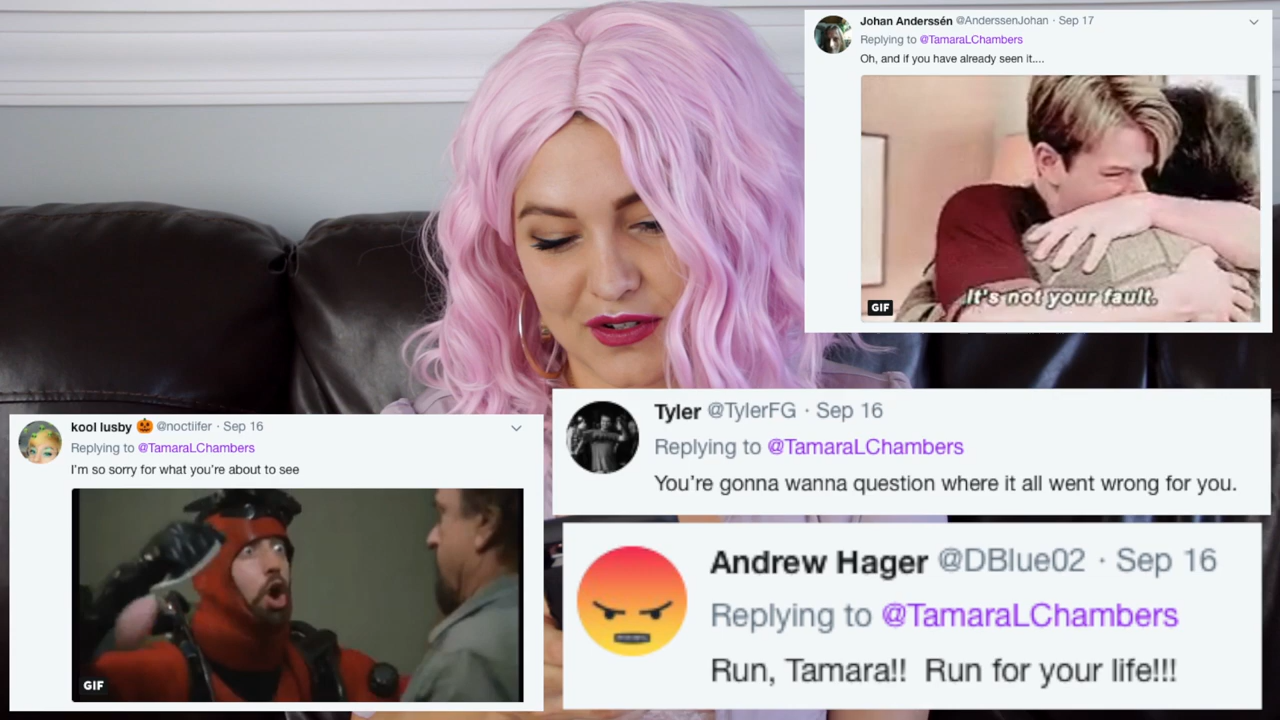 Johan Anderssén @AnderssenJohan · Sep 17
Replying to @TamaraLChambers
Oh, and if you have already seen it....
It's not your fault.
GIF
Tyler @TylerFG · Sep 16
Replying to @TamaraLChambers
You're gonna wanna question where it all went wrong for you.
kool lusby 🎃 @noctiifer · Sep 16
Replying to @TamaraLChambers
I'm so sorry for what you're about to see
GIF
Andrew Hager @DBlue02 · Sep 16
Replying to @TamaraLChambers
Run, Tamara!!  Run for your life!!!